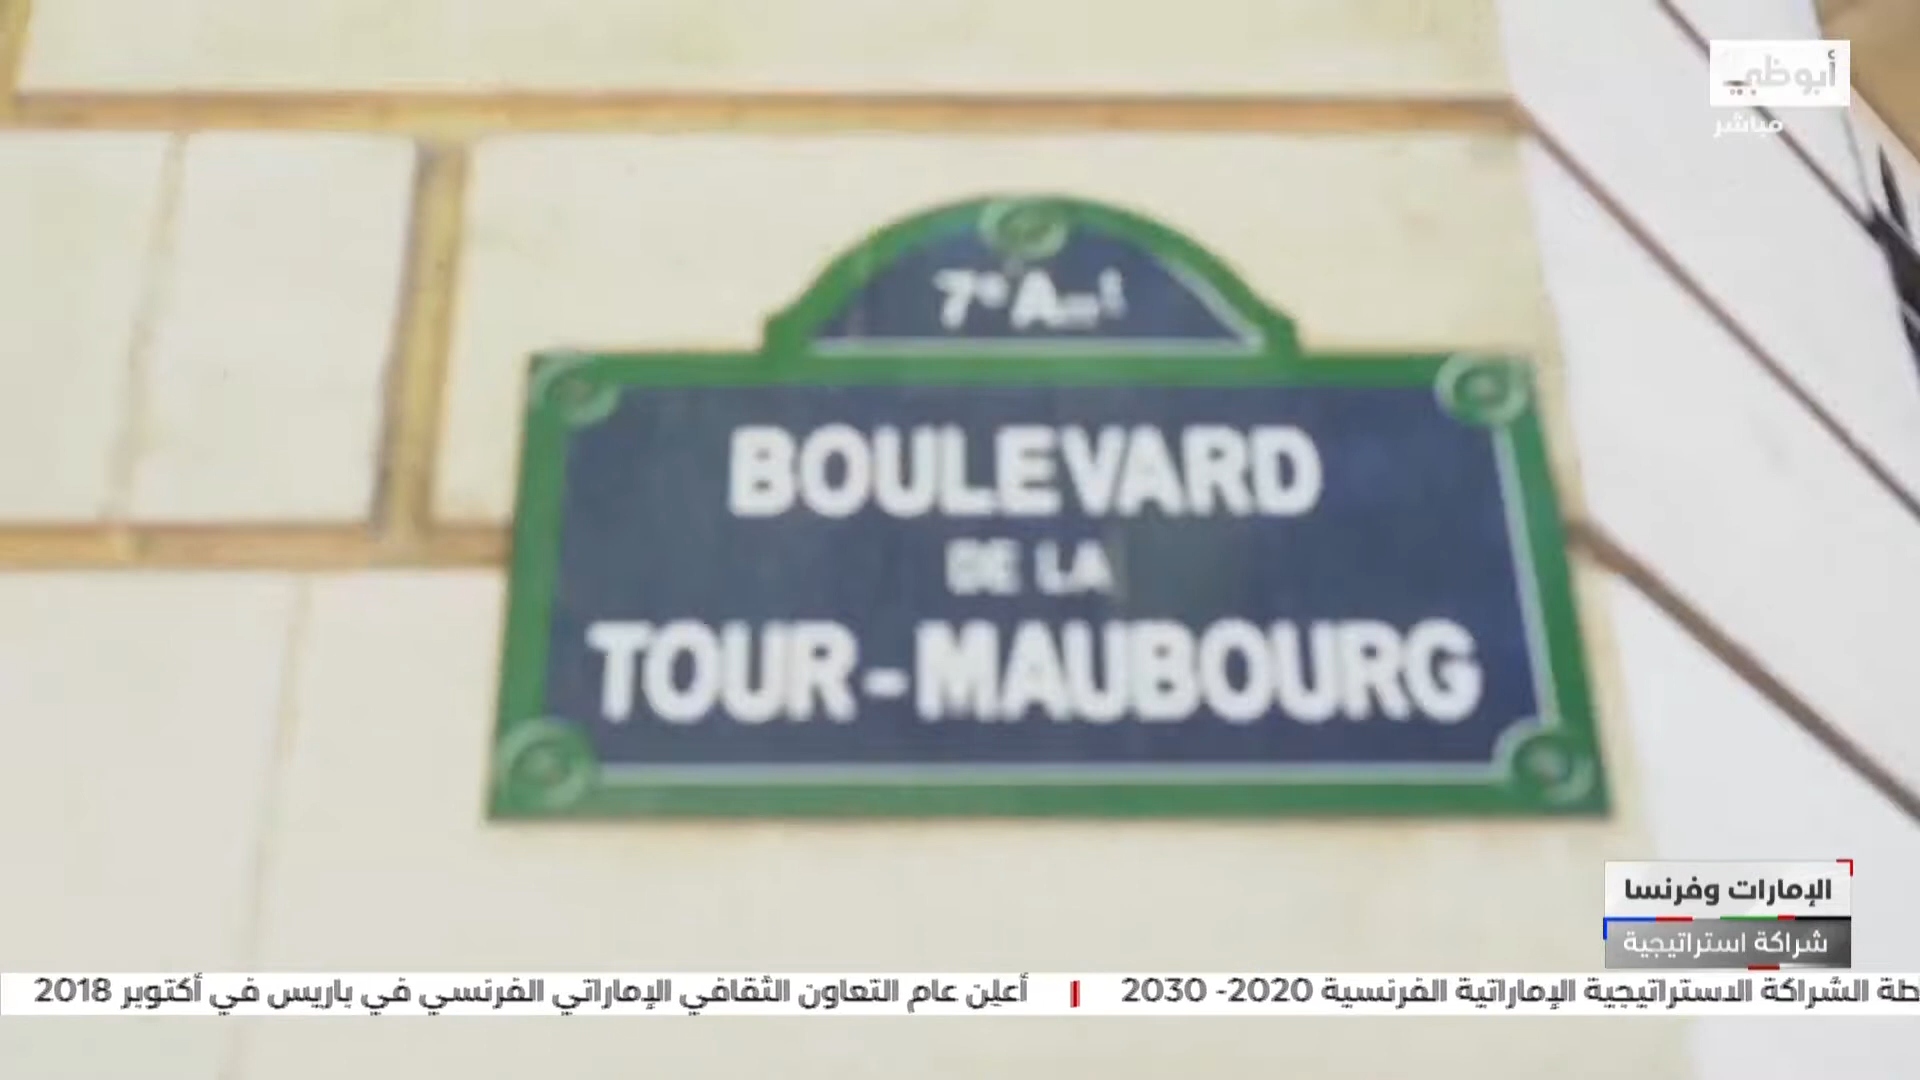 أبوظبي
مباشر
7e Arrt
BOULEVARD
DE LA
TOUR-MAUBOURG
الإمارات وفرنسا
شراكة استراتيجية
الشراكة الاستراتيجية الإماراتية الفرنسية 2020- 2030 | أعلِن عام التعاون الثقافي الإماراتي الفرنسي في باريس في أكتوبر 2018